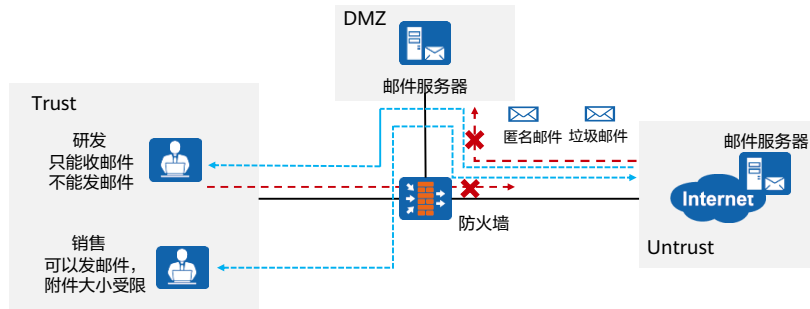 DMZ
邮件服务器
Trust
研发
只能收邮件
不能发邮件
匿名邮件
垃圾邮件
邮件服务器
Internet
防火墙
Untrust
销售
可以发邮件，
附件大小受限